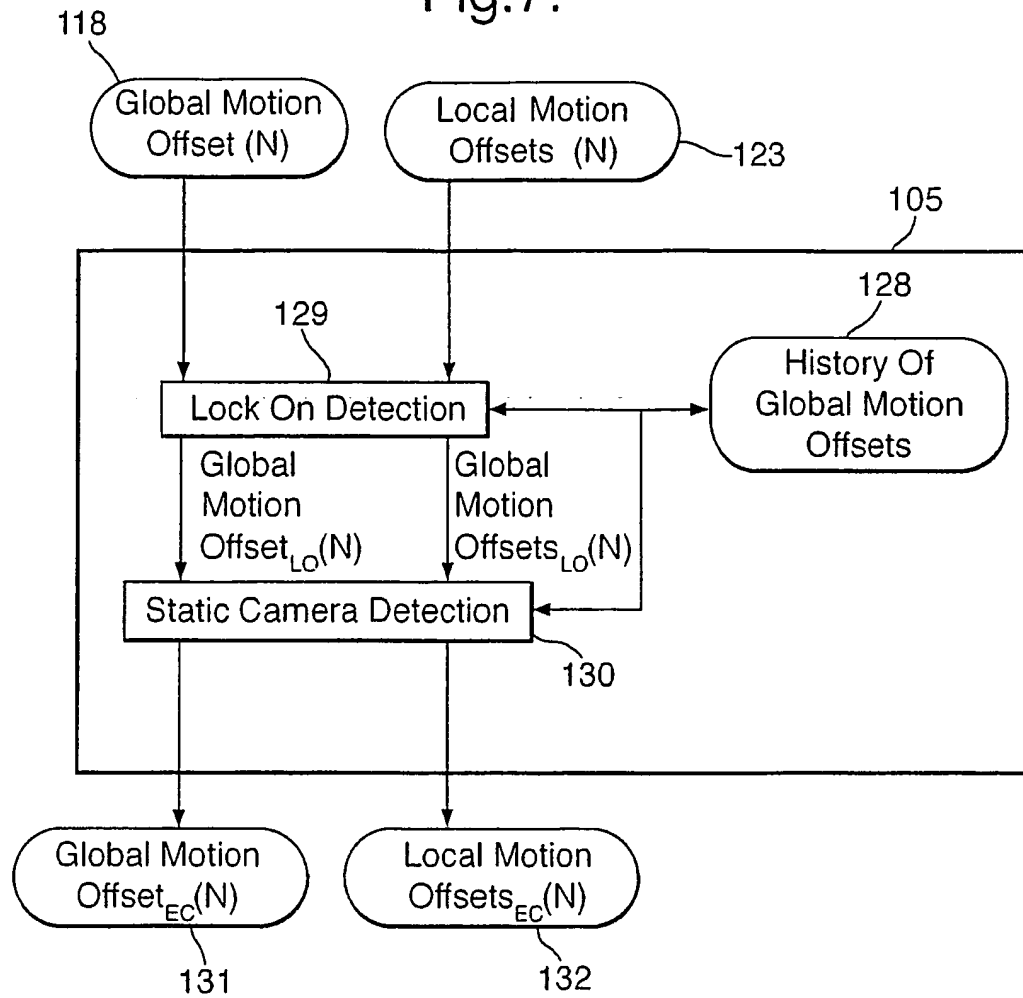 Fig.7.
118
Global Motion
Offset (N)
Local Motion
Offsets (N)
123
105
129
128
Lock On Detection
History Of
Global Motion
Offsets
Global
Motion
OffsetLO(N)
Global
Motion
OffsetsLO(N)
Static Camera Detection
130
Global Motion
OffsetEC(N)
Local Motion
OffsetsEC(N)
131
132